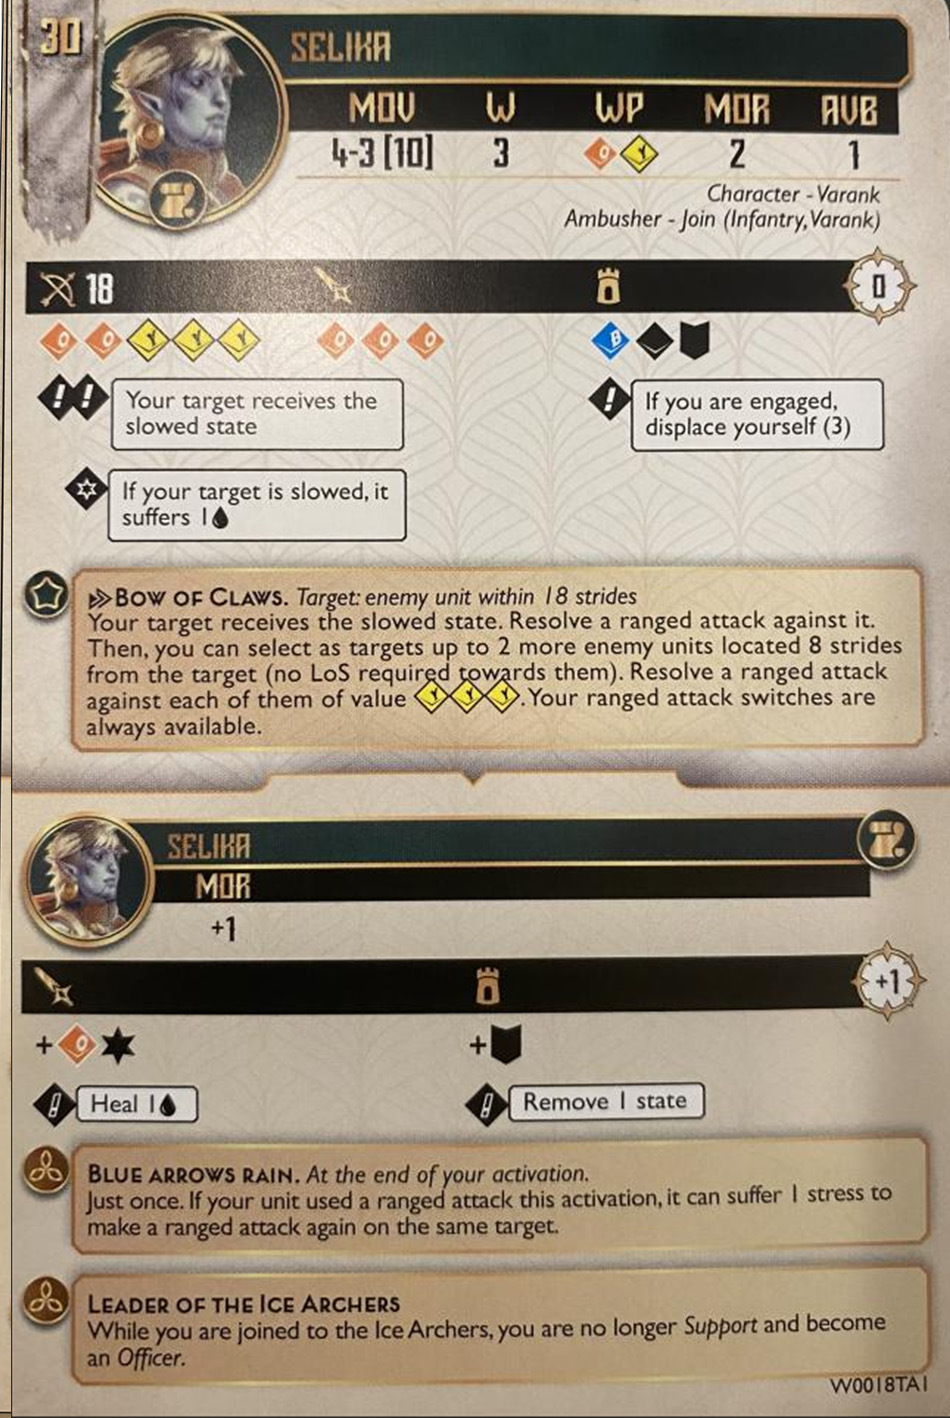 30
SELIKA
MOV W WP MOR AVB
4-3 [10] 3 O Y 2 1
Character - Varank
Ambusher - Join (Infantry, Varank)
18 0
O O Y Y Y O O O B
! ! Your target receives the
slowed state
! If you are engaged,
displace yourself (3)
If your target is slowed, it
suffers 1
BOW OF CLAWS. Target: enemy unit within 18 strides
Your target receives the slowed state. Resolve a ranged attack against it.
Then, you can select as targets up to 2 more enemy units located 8 strides
from the target (no LoS required towards them). Resolve a ranged attack
against each of them of value Y Y Y. Your ranged attack switches are
always available.
SELIKA
MOR
+1
+1
+ O +
! Heal 1
! Remove 1 state
BLUE ARROWS RAIN. At the end of your activation.
Just once. If your unit used a ranged attack this activation, it can suffer 1 stress to
make a ranged attack again on the same target.
LEADER OF THE ICE ARCHERS
While you are joined to the Ice Archers, you are no longer Support and become
an Officer.
W0018TA1